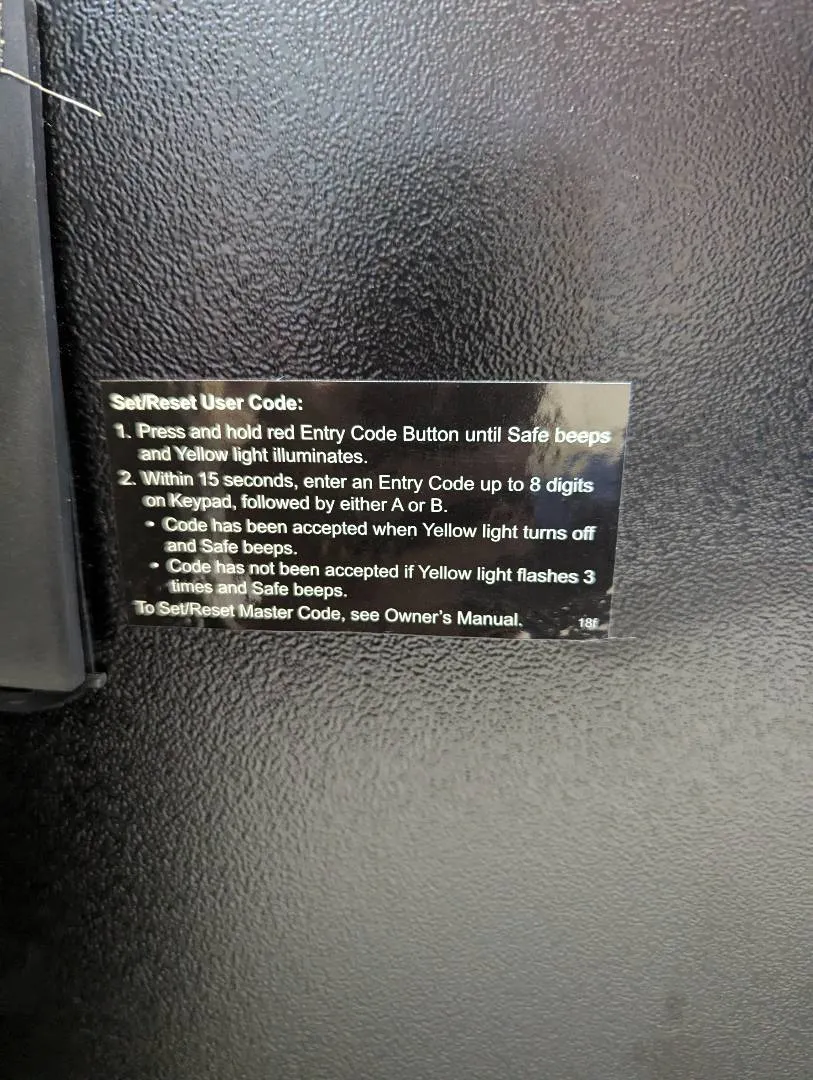 Set/Reset User Code:
1. Press and hold red Entry Code Button until Safe beeps
and Yellow light illuminates.
2. Within 15 seconds, enter an Entry Code up to 8 digits
on Keypad, followed by either A or B.
• Code has been accepted when Yellow light turns off
and Safe beeps.
• Code has not been accepted if Yellow light flashes 3
times and Safe beeps.
To Set/Reset Master Code, see Owner's Manual.
18f